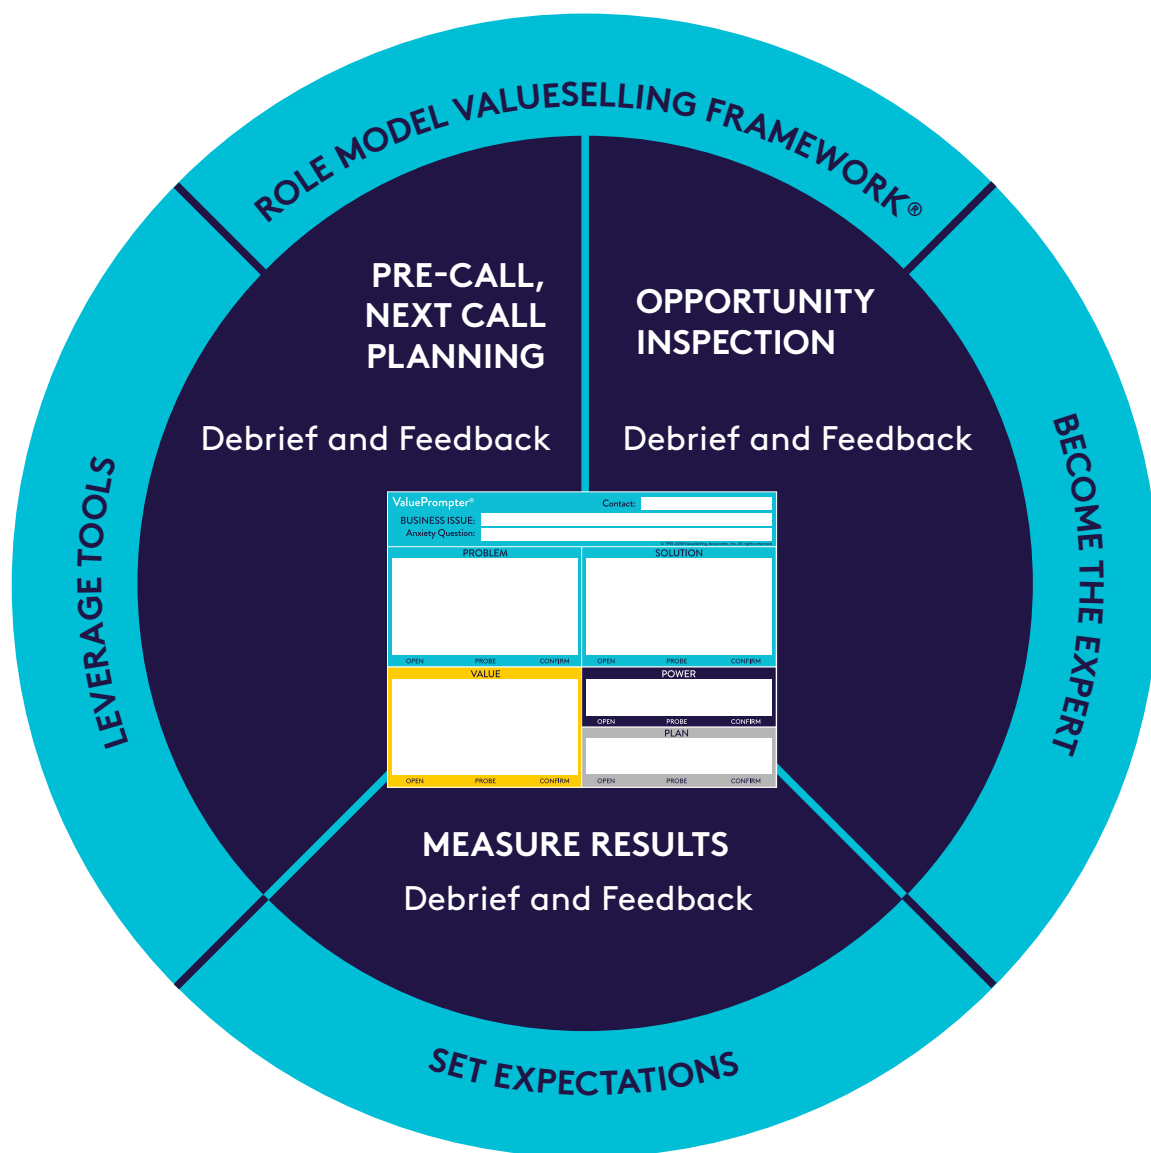 ROLE MODEL VALUESELLING FRAMEWORK®
PRE-CALL,
NEXT CALL
PLANNING
Debrief and Feedback
OPPORTUNITY
INSPECTION
Debrief and Feedback
LEVERAGE TOOLS
BECOME THE EXPERT
ValuePrompter®
Contact:
BUSINESS ISSUE:
Anxiety Question:
PROBLEM
OPEN PROBE CONFIRM
SOLUTION
OPEN PROBE CONFIRM
VALUE
OPEN PROBE CONFIRM
POWER
OPEN PROBE CONFIRM
PLAN
OPEN PROBE CONFIRM
MEASURE RESULTS
Debrief and Feedback
SET EXPECTATIONS